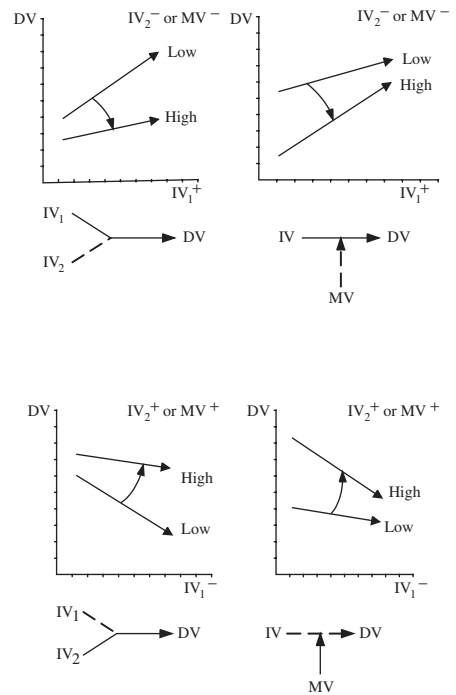 DV IV₂⁻ or MV⁻
Low
High
IV₁⁺
IV₁
IV₂
DV
DV IV₂⁻ or MV⁻
Low
High
IV₁⁺
IV DV
MV
DV IV₂⁺ or MV⁺
High
Low
IV₁⁻
IV₁
IV₂
DV
DV IV₂⁺ or MV⁺
High
Low
IV₁⁻
IV DV
MV